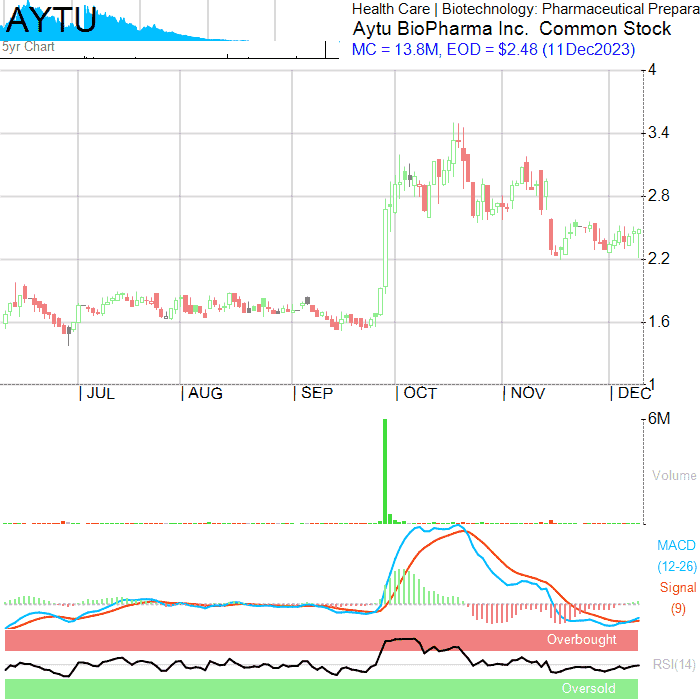 AYTU
5yr Chart
Health Care | Biotechnology: Pharmaceutical Prepara
Aytu BioPharma Inc. Common Stock
MC = 13.8M, EOD = $2.48 (11Dec2023)
4
3.4
2.8
2.2
1.6
1
| JUL | AUG | SEP | OCT | NOV | DEC
6M
Volume
MACD
(12-26)
Signal
(9)
Overbought
RSI(14)
Oversold